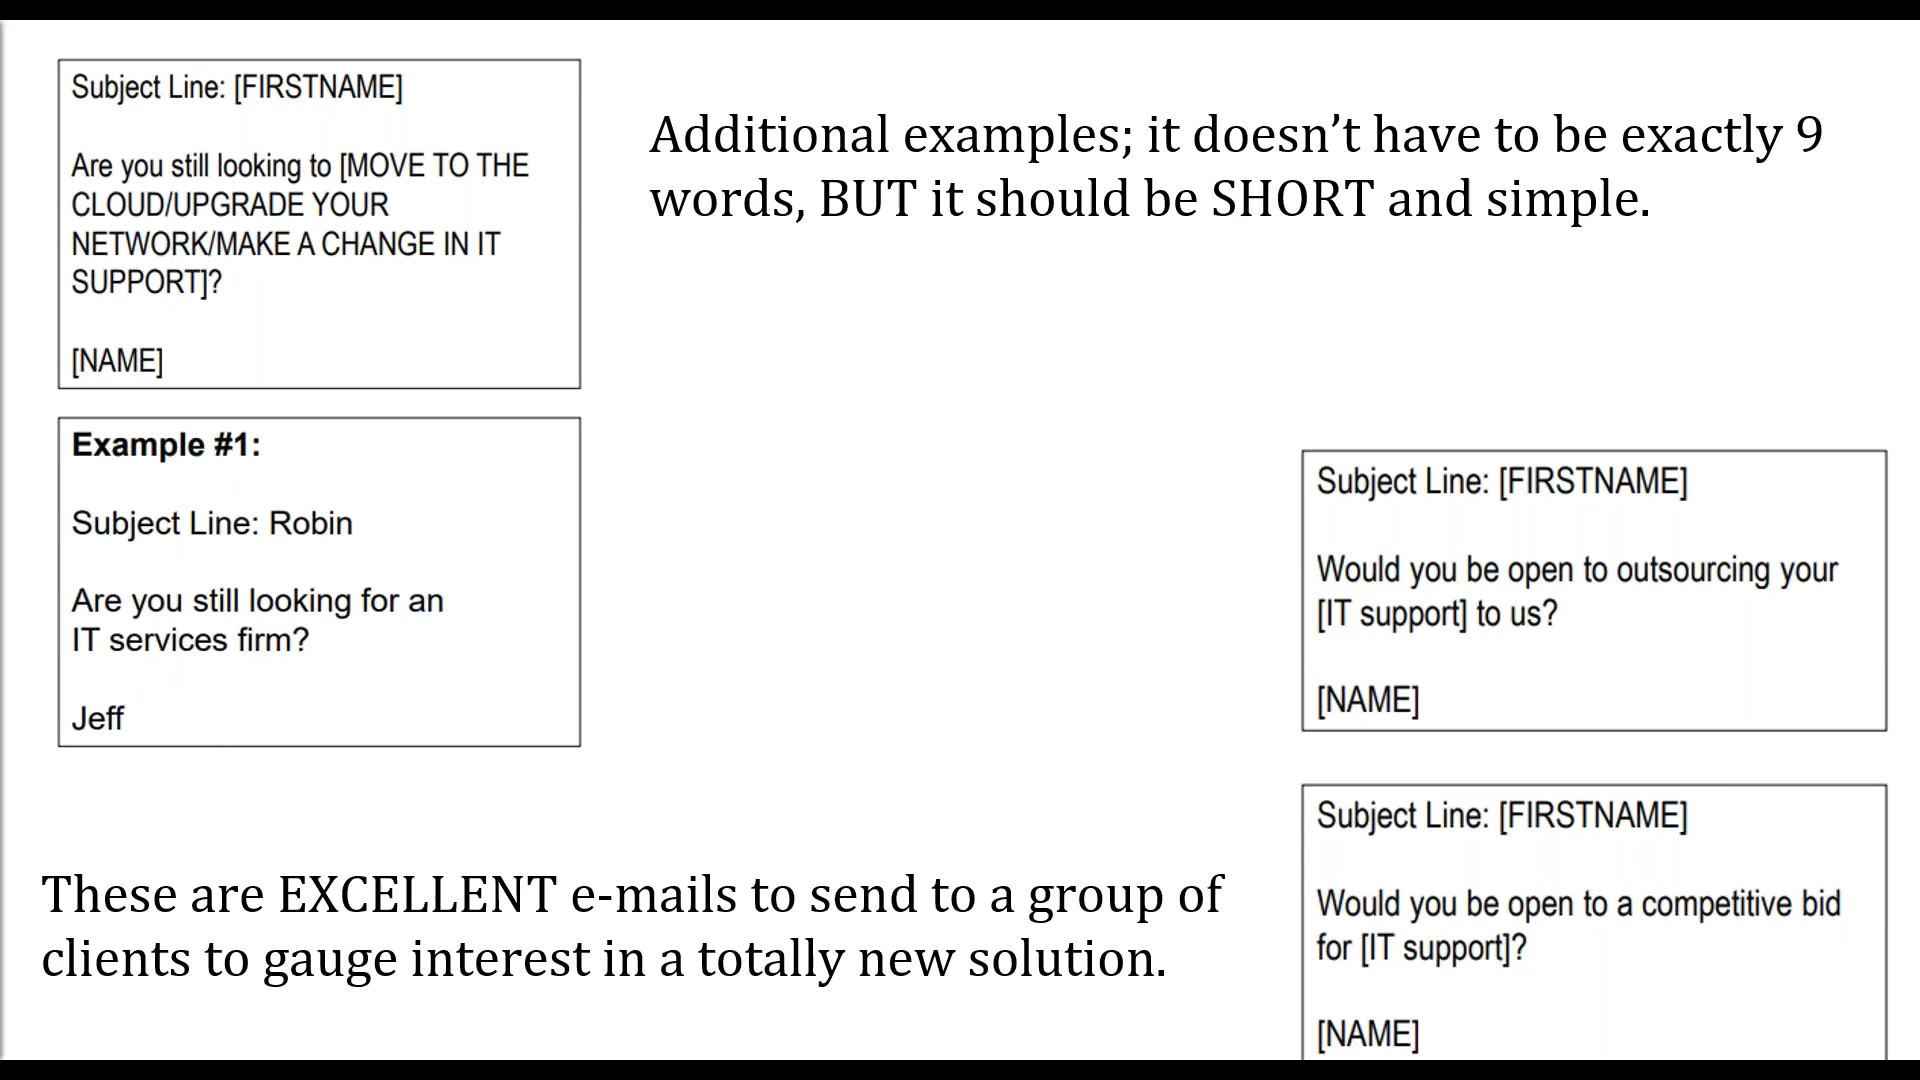 Subject Line: [FIRSTNAME]
Are you still looking to [MOVE TO THE
CLOUD/UPGRADE YOUR
NETWORK/MAKE A CHANGE IN IT
SUPPORT]?
[NAME]
Additional examples; it doesn’t have to be exactly 9
words, BUT it should be SHORT and simple.
Example #1:
Subject Line: Robin
Are you still looking for an
IT services firm?
Jeff
Subject Line: [FIRSTNAME]
Would you be open to outsourcing your
[IT support] to us?
[NAME]
These are EXCELLENT e-mails to send to a group of
clients to gauge interest in a totally new solution.
Subject Line: [FIRSTNAME]
Would you be open to a competitive bid
for [IT support]?
[NAME]